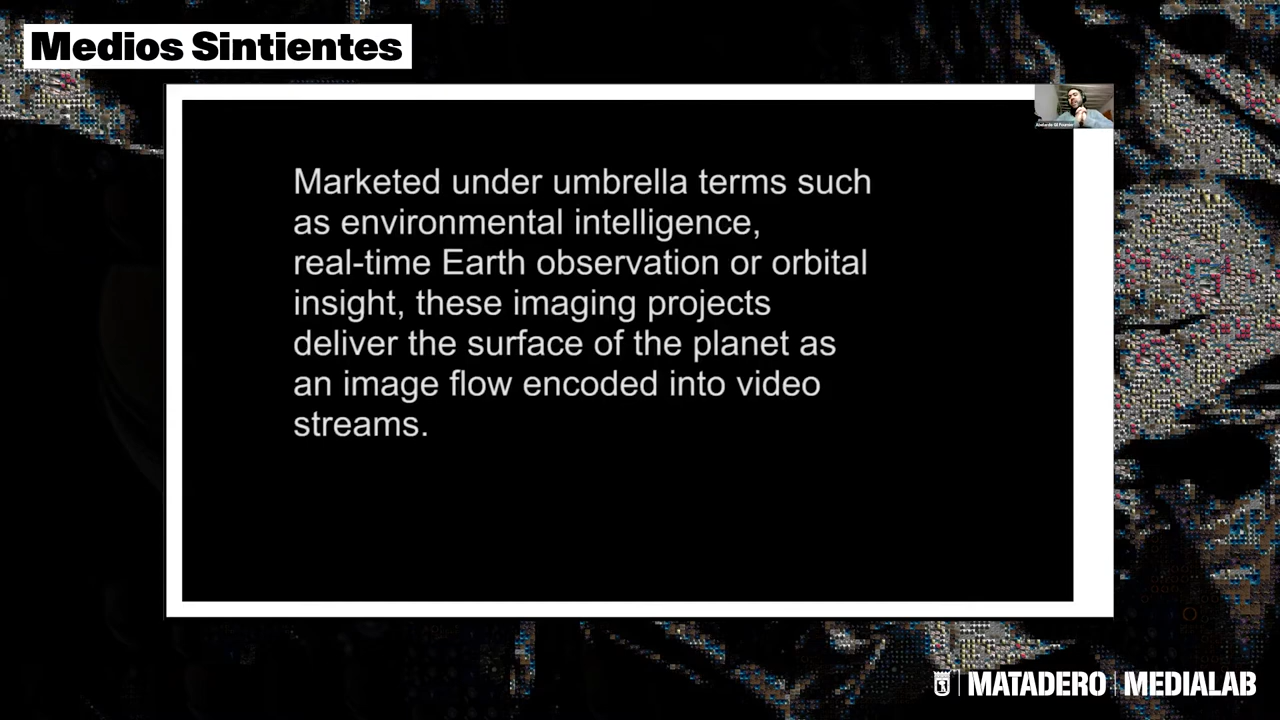 Medios Sintientes
Marketed under umbrella terms such
as environmental intelligence,
real-time Earth observation or orbital
insight, these imaging projects
deliver the surface of the planet as
an image flow encoded into video
streams.
MATADERO MEDIALAB